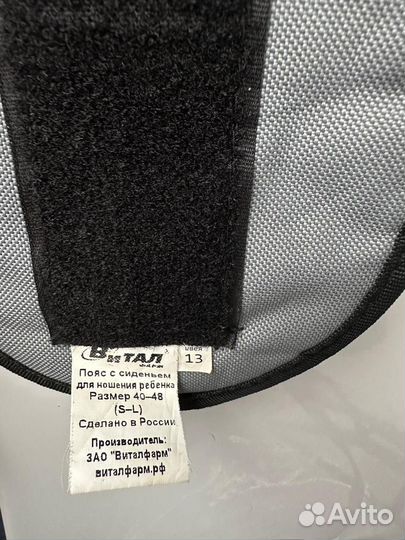 Витал
13
Пояс с сиденьем
для ношения ребенка
Размер 40-48
(S-L)
Сделано в России
Производитель:
ЗАО "Виталфарм"
виталфарм.рф
Avito